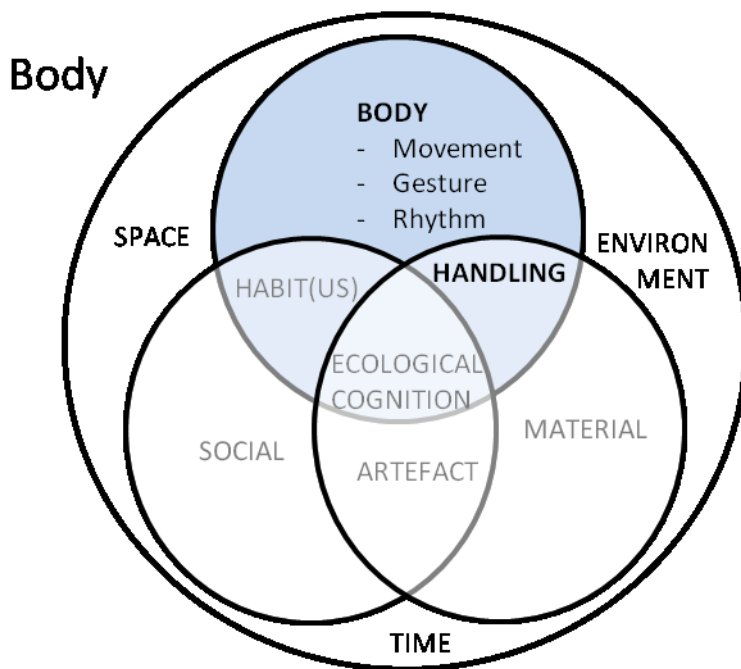 Body
BODY
- Movement
- Gesture
- Rhythm
SPACE
ENVIRON
MENT
HABIT(US)
HANDLING
ECOLOGICAL
COGNITION
SOCIAL
MATERIAL
ARTEFACT
TIME